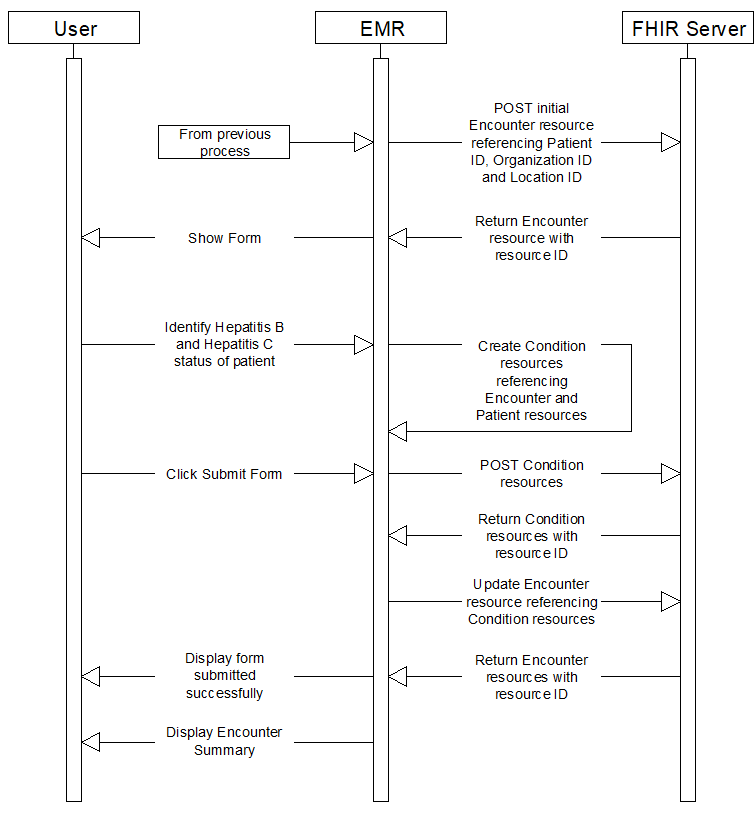 User
EMR
FHIR Server
From previous
process
POST initial
Encounter resource
referencing Patient
ID, Organization ID
and Location ID
Show Form
Return Encounter
resource with
resource ID
Identify Hepatitis B
and Hepatitis C
status of patient
Create Condition
resources
referencing
Encounter and
Patient resources
Click Submit Form
POST Condition
resources
Return Condition
resources with
resource ID
Update Encounter
resource referencing
Condition resources
Display form
submitted
successfully
Return Encounter
resources with
resource ID
Display Encounter
Summary